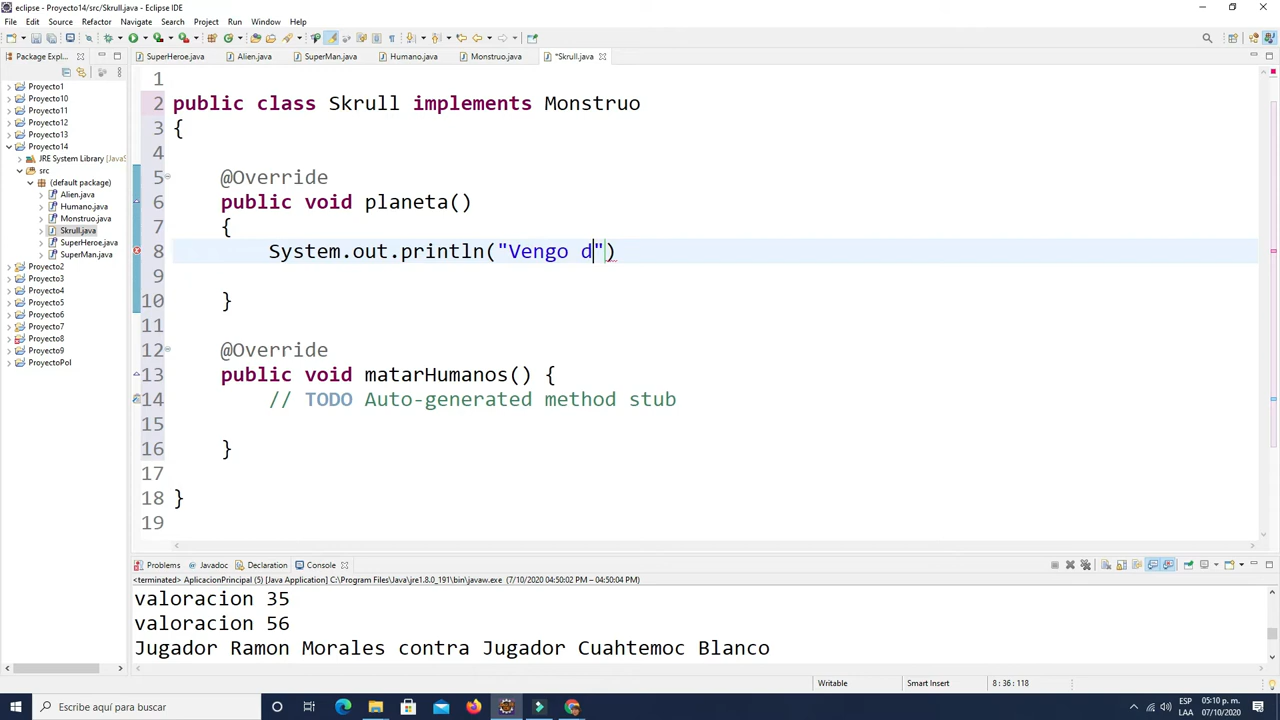 eclipse - Proyecto14/src/Skrull.java - Eclipse IDE
File Edit Source Refactor Navigate Search Project Run Window Help
Package Expl...
SuperHeroe.java Alien.java SuperMan.java Humano.java Monstruo.java *Skrull.java
Proyecto1
Proyecto10
Proyecto11
Proyecto12
Proyecto13
Proyecto14
JRE System Library [JavaS
src
(default package)
Alien.java
Humano.java
Monstruo.java
Skrull.java
SuperHeroe.java
SuperMan.java
Proyecto2
Proyecto3
Proyecto4
Proyecto5
Proyecto6
Proyecto7
Proyecto8
Proyecto9
ProyectoPol
1
2 public class Skrull implements Monstruo
3 {
4
5 @Override
6 public void planeta()
7 {
8 System.out.println("Vengo d")
9
10 }
11
12 @Override
13 public void matarHumanos() {
14 // TODO Auto-generated method stub
15
16 }
17
18 }
19
Problems Javadoc Declaration Console
<terminated> AplicacionPrincipal (5) [Java Application] C:\Program Files\Java\jre1.8.0_191\bin\javaw.exe (7/10/2020 04:50:02 PM – 04:50:04 PM)
valoracion 35
valoracion 56
Jugador Ramon Morales contra Jugador Cuahtemoc Blanco
Writable Smart Insert 8 : 36 : 118
Escribe aquí para buscar
ESP 05:10 p. m.
LAA 07/10/2020